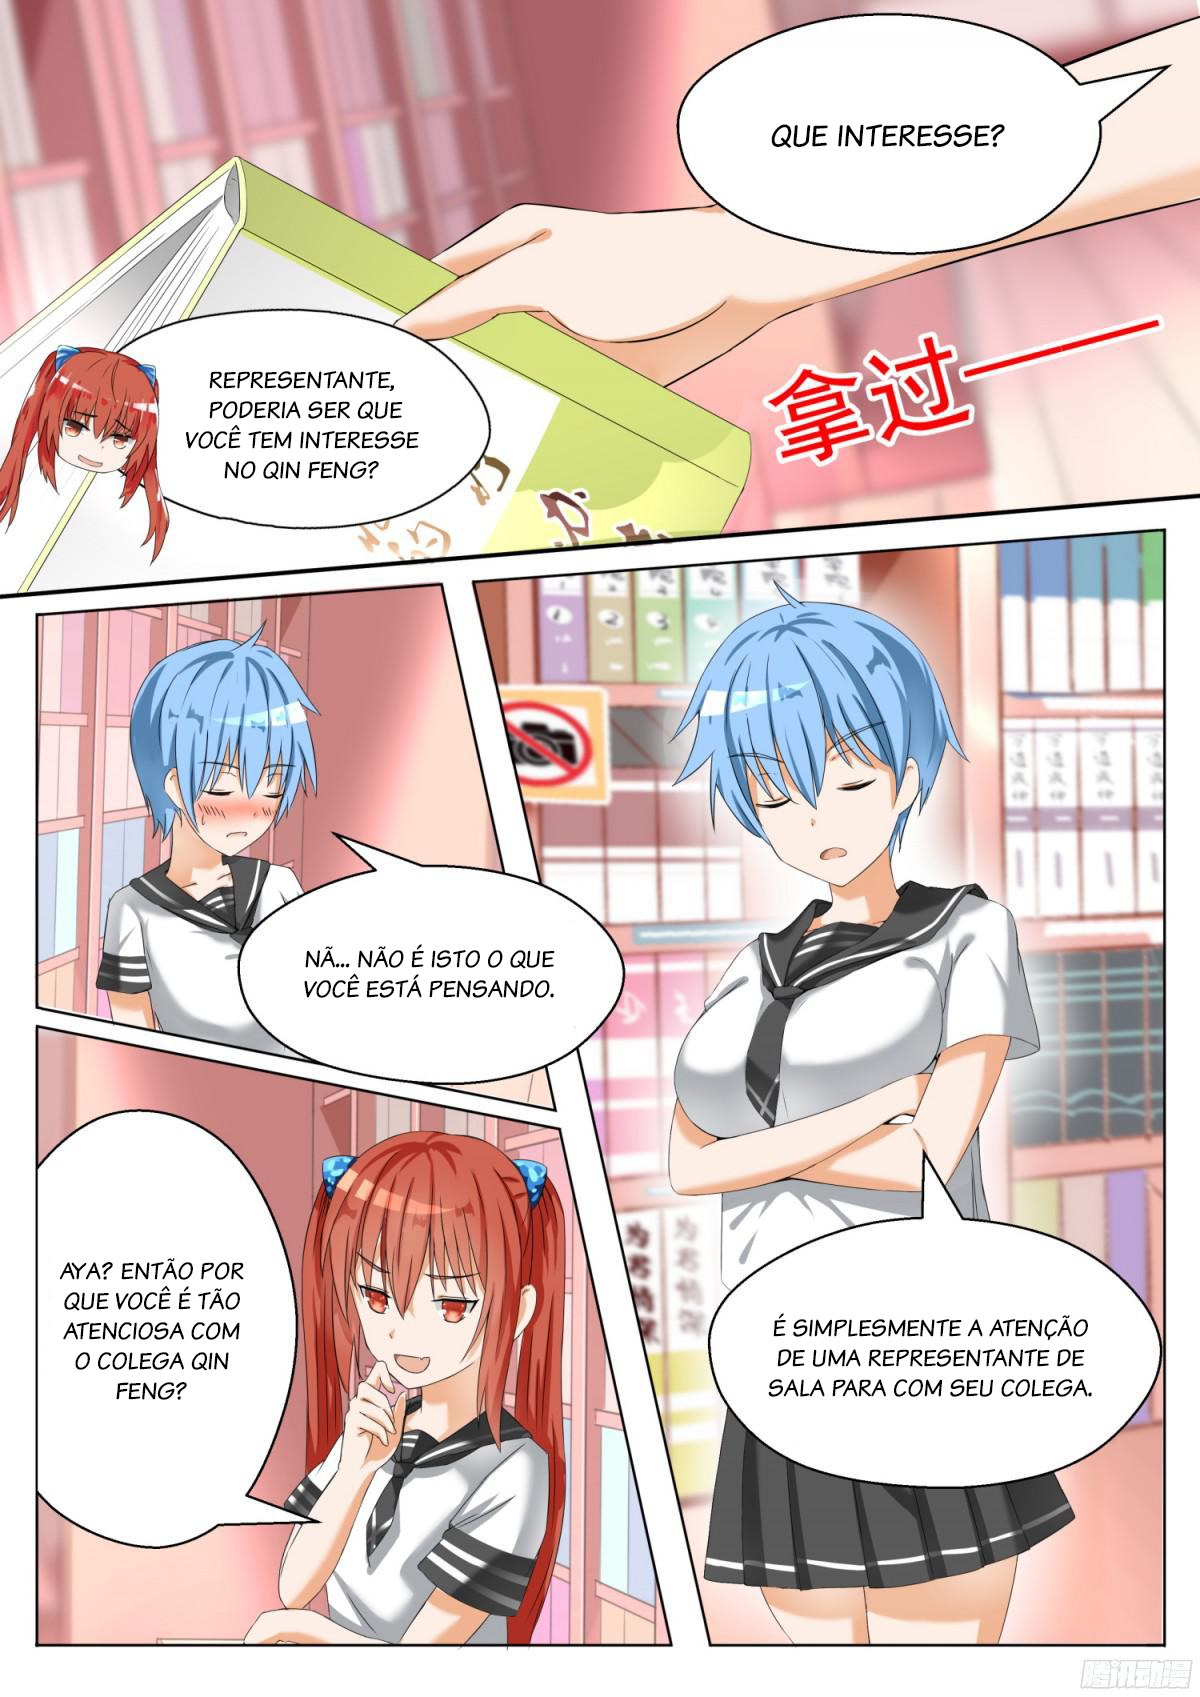 QUE INTERESSE?
REPRESENTANTE,
PODERIA SER QUE
VOCÊ TEM INTERESSE
NO QIN FENG?
拿过——
NÃ... NÃO É ISTO O QUE
VOCÊ ESTÁ PENSANDO.
AYA? ENTÃO POR
QUE VOCÊ É TÃO
ATENCIOSA COM
O COLEGA QIN
FENG?
É SIMPLESMENTE A ATENÇÃO
DE UMA REPRESENTANTE DE
SALA PARA COM SEU COLEGA.
腾讯动漫